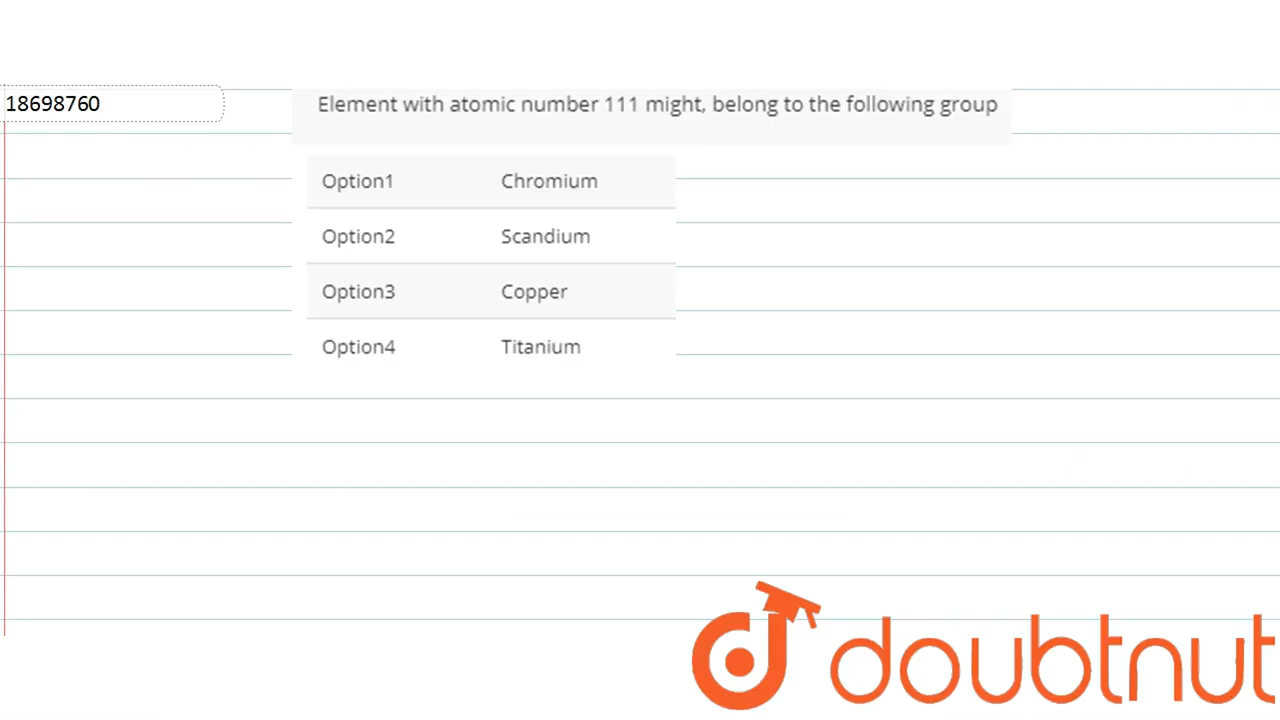 18698760
Element with atomic number 111 might, belong to the following group
Option1 Chromium
Option2 Scandium
Option3 Copper
Option4 Titanium
doubtnut